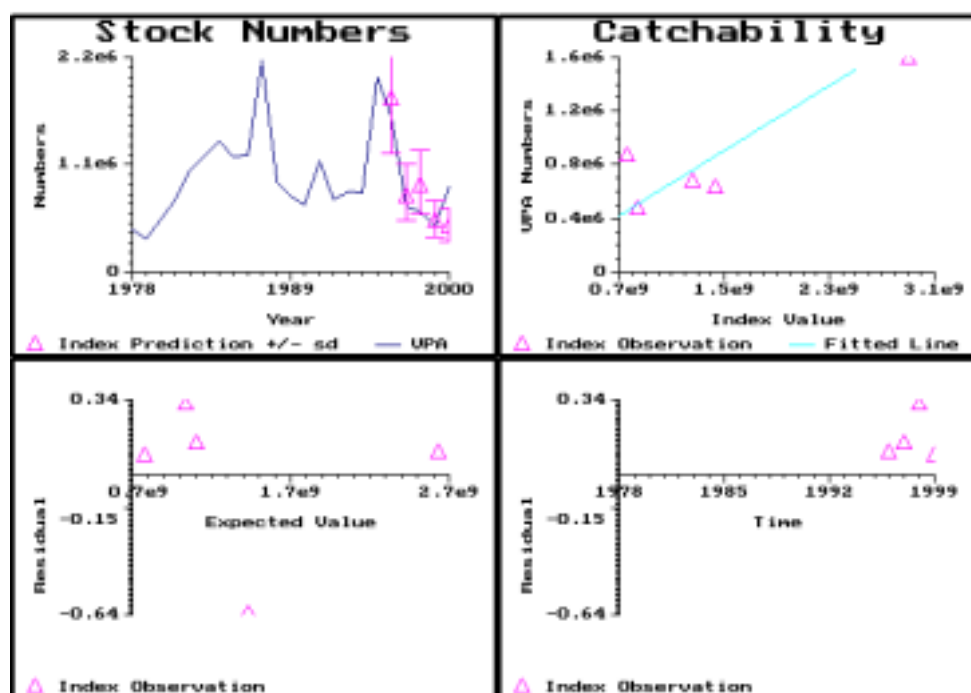 Stock Numbers
2.2e6
1.1e6
0
Numbers
1978 1989 2000
Year
Index Prediction +/- sd VPA
Catchability
1.6e6
1.2e6
0.8e6
0.4e6
0
VPA Numbers
0.7e9 1.5e9 2.3e9 3.1e9
Index Value
Index Observation Fitted Line
0.34
-0.15
-0.64
Residual
0.7e9 1.7e9 2.7e9
Expected Value
Index Observation
0.34
-0.15
-0.64
Residual
1978 1985 1992 1999
Time
Index Observation